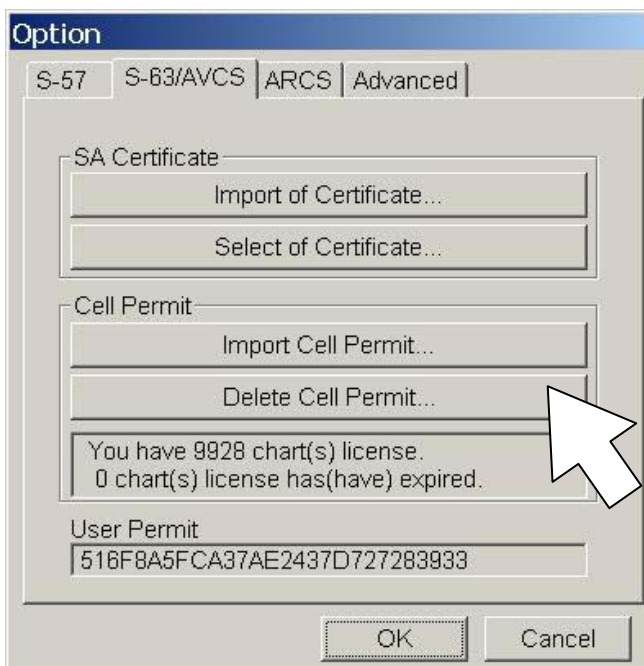 Option
S-57 S-63/AVCS ARCS Advanced
SA Certificate
Import of Certificate...
Select of Certificate...
Cell Permit
Import Cell Permit...
Delete Cell Permit...
You have 9928 chart(s) license.
0 chart(s) license has(have) expired.
User Permit
516F8A5FCA37AE2437D727283933
OK Cancel